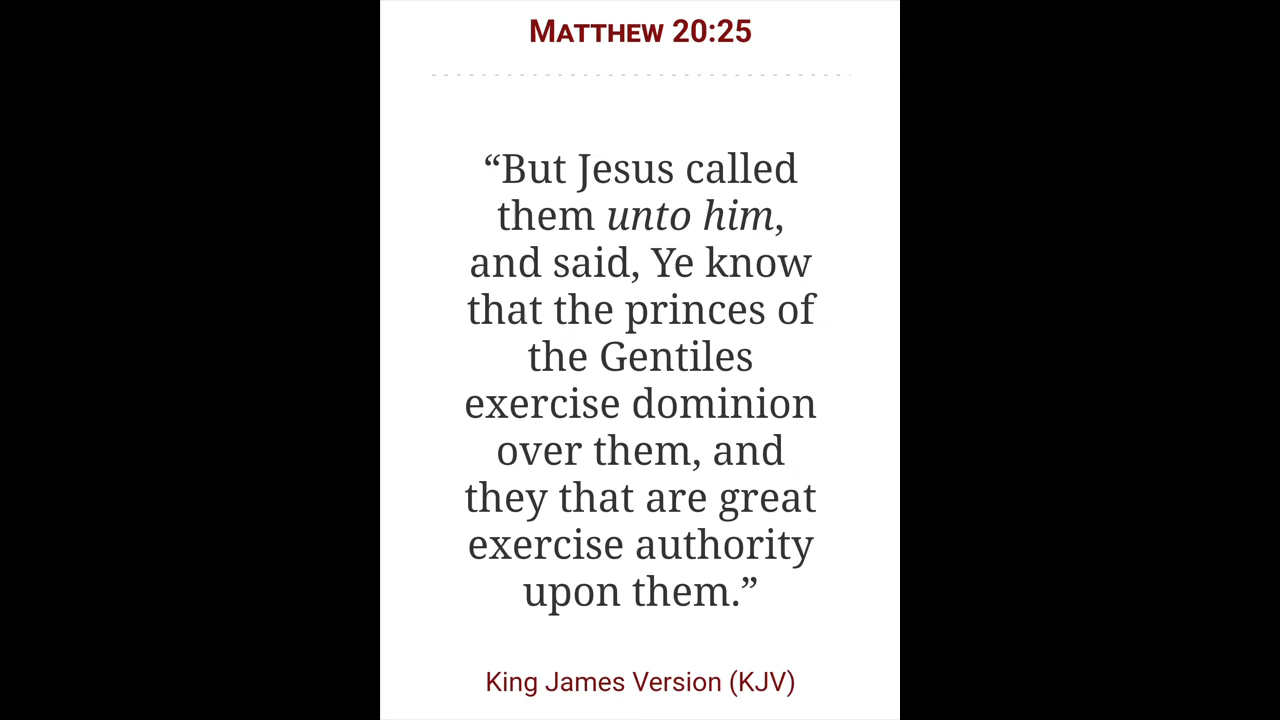 Matthew 20:25
“But Jesus called
them unto him,
and said, Ye know
that the princes of
the Gentiles
exercise dominion
over them, and
they that are great
exercise authority
upon them.”
King James Version (KJV)